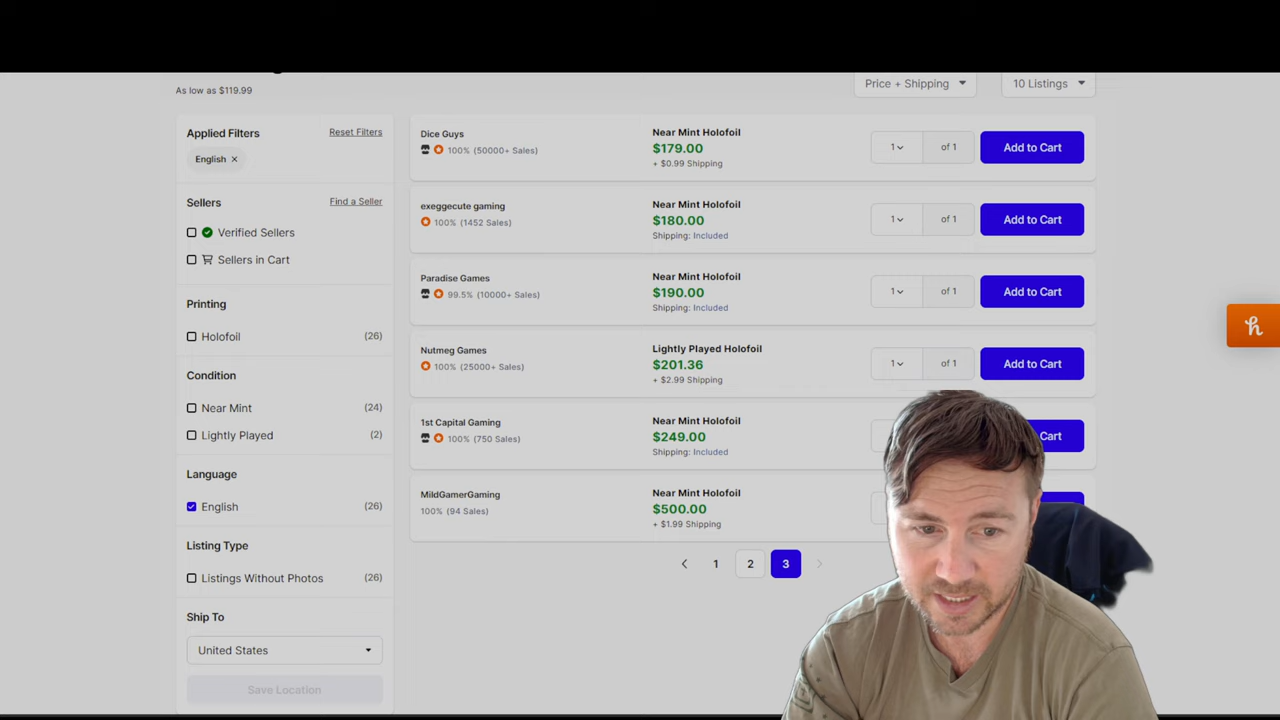 As low as $119.99
Price + Shipping
10 Listings
Applied Filters
Reset Filters
English ×
Sellers
Find a Seller
Verified Sellers
Sellers in Cart
Printing
Holofoil (26)
Condition
Near Mint (24)
Lightly Played (2)
Language
English (26)
Listing Type
Listings Without Photos (26)
Ship To
United States
Save Location
Dice Guys
100% (50000+ Sales)
Near Mint Holofoil
$179.00
+ $0.99 Shipping
1
of 1
Add to Cart
exeggecute gaming
100% (1452 Sales)
Near Mint Holofoil
$180.00
Shipping: Included
1
of 1
Add to Cart
Paradise Games
99.5% (10000+ Sales)
Near Mint Holofoil
$190.00
Shipping: Included
1
of 1
Add to Cart
Nutmeg Games
100% (25000+ Sales)
Lightly Played Holofoil
$201.36
+ $2.99 Shipping
1
of 1
Add to Cart
1st Capital Gaming
100% (750 Sales)
Near Mint Holofoil
$249.00
Shipping: Included
Cart
MildGamerGaming
100% (94 Sales)
Near Mint Holofoil
$500.00
+ $1.99 Shipping
1
2
3
h